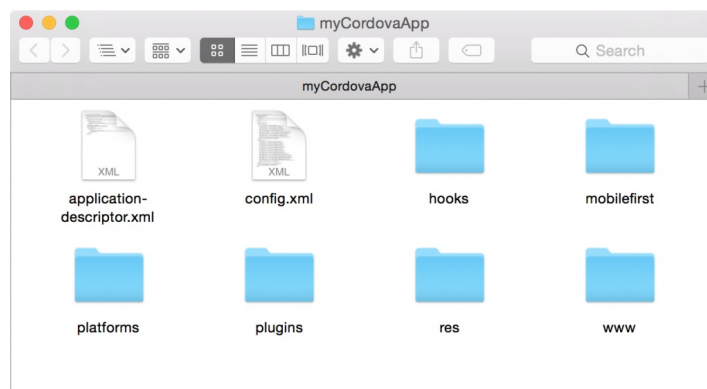 myCordovaApp
Search
myCordovaApp
XML
XML
application-
descriptor.xml
config.xml
hooks
mobilefirst
platforms
plugins
res
www